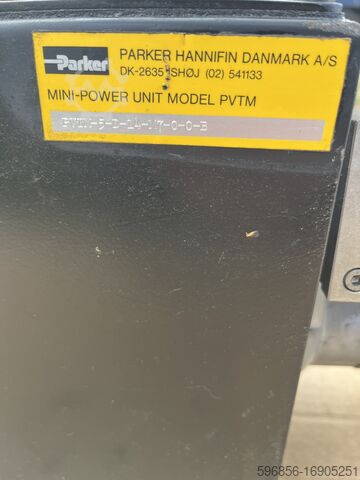 Parker
PARKER HANNIFIN DANMARK A/S
DK-2635 ISHØJ (02) 541133
MINI-POWER UNIT MODEL PVTM
596856-16905251